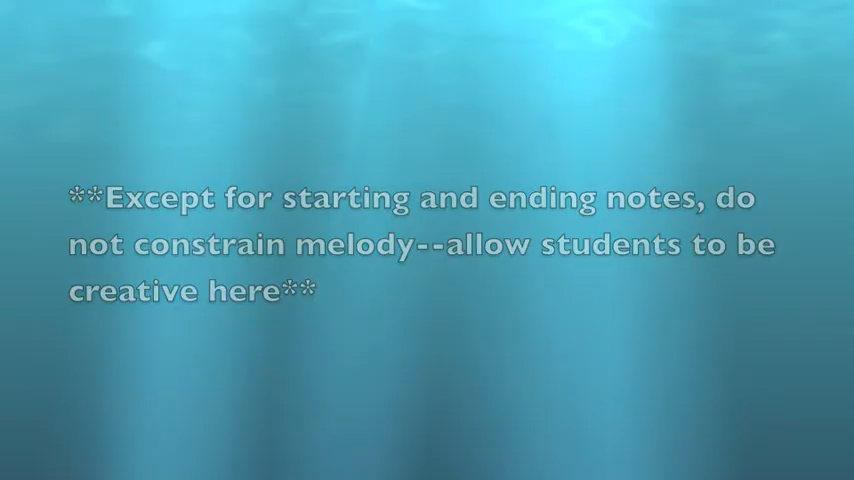 **Except for starting and ending notes, do
not constrain melody--allow students to be
creative here**